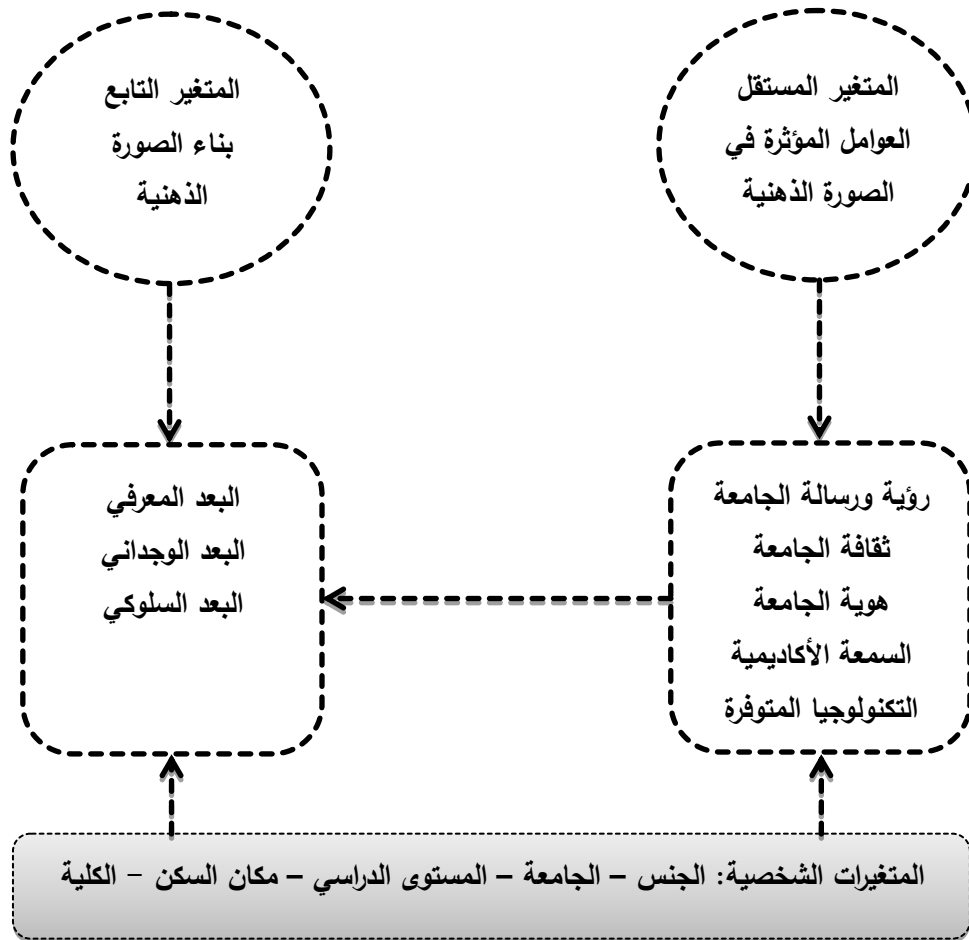 المتغير المستقل
العوامل المؤثرة في
الصورة الذهنية
المتغير التابع
بناء الصورة
الذهنية
رؤية ورسالة الجامعة
ثقافة الجامعة
هوية الجامعة
السمعة الأكاديمية
التكنولوجيا المتوفرة
البعد المعرفي
البعد الوجداني
البعد السلوكي
المتغيرات الشخصية: الجنس – الجامعة – المستوى الدراسي – مكان السكن – الكلية